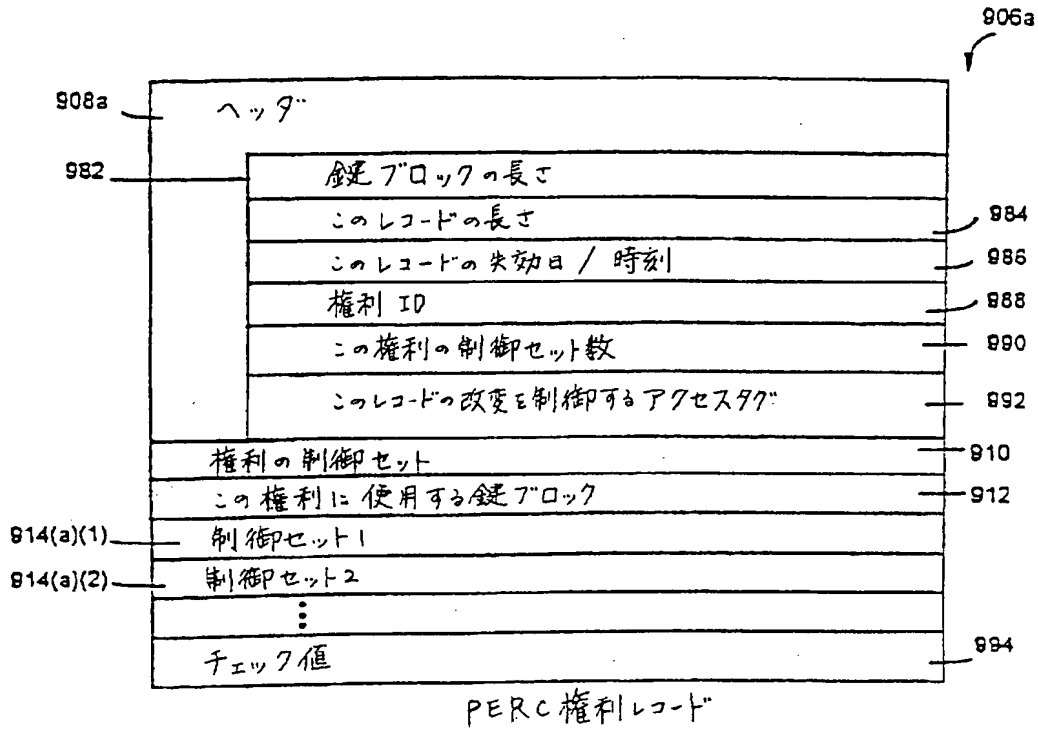 906a
908a
ヘッダ
982
鍵ブロックの長さ
このレコードの長さ
984
このレコードの失効日 / 時刻
986
権利 ID
988
この権利の制御セット数
990
このレコードの改変を制御するアクセスタグ
992
権利の制御セット
910
この権利に使用する鍵ブロック
912
914(a)(1)
制御セット1
914(a)(2)
制御セット2
チェック値
994
PERC権利レコード